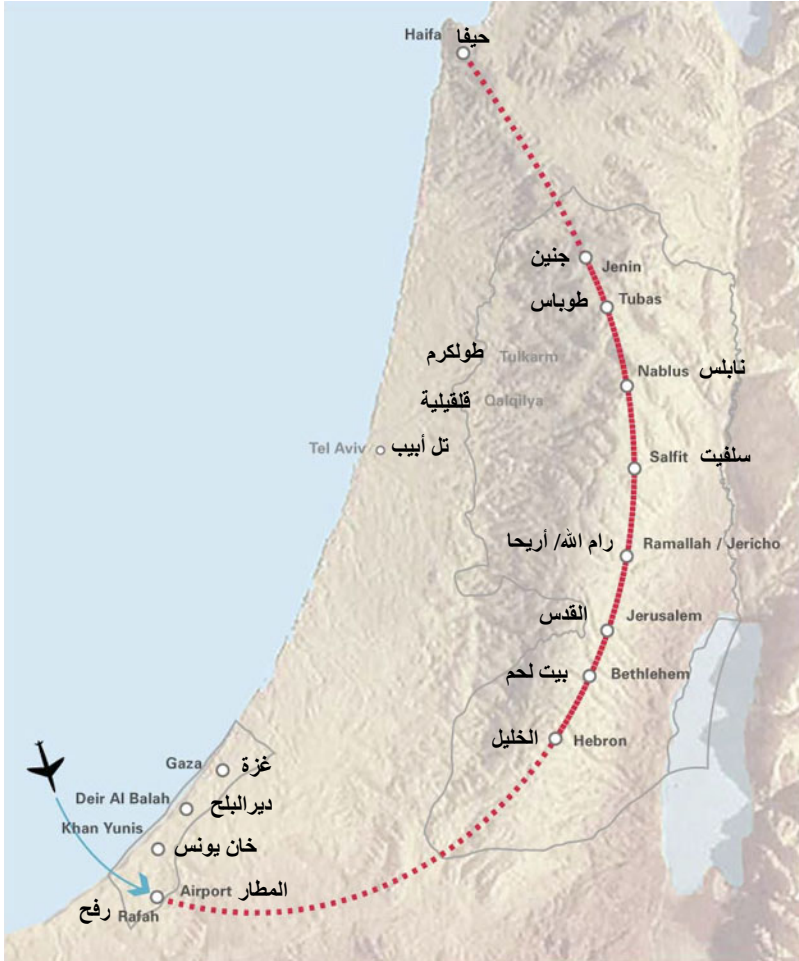 Haifa حيفا
جنين Jenin
طوباس Tubas
طولكرم Tulkarm
Nablus نابلس
قلقيلية Qalqilya
Tel Aviv تل أبيب
Salfit سلفيت
رام الله/ أريحا Ramallah / Jericho
القدس Jerusalem
بيت لحم Bethlehem
الخليل Hebron
Gaza غزة
Deir Al Balah ديرالبلح
Khan Yunis خان يونس
Airport المطار
رفح Rafah